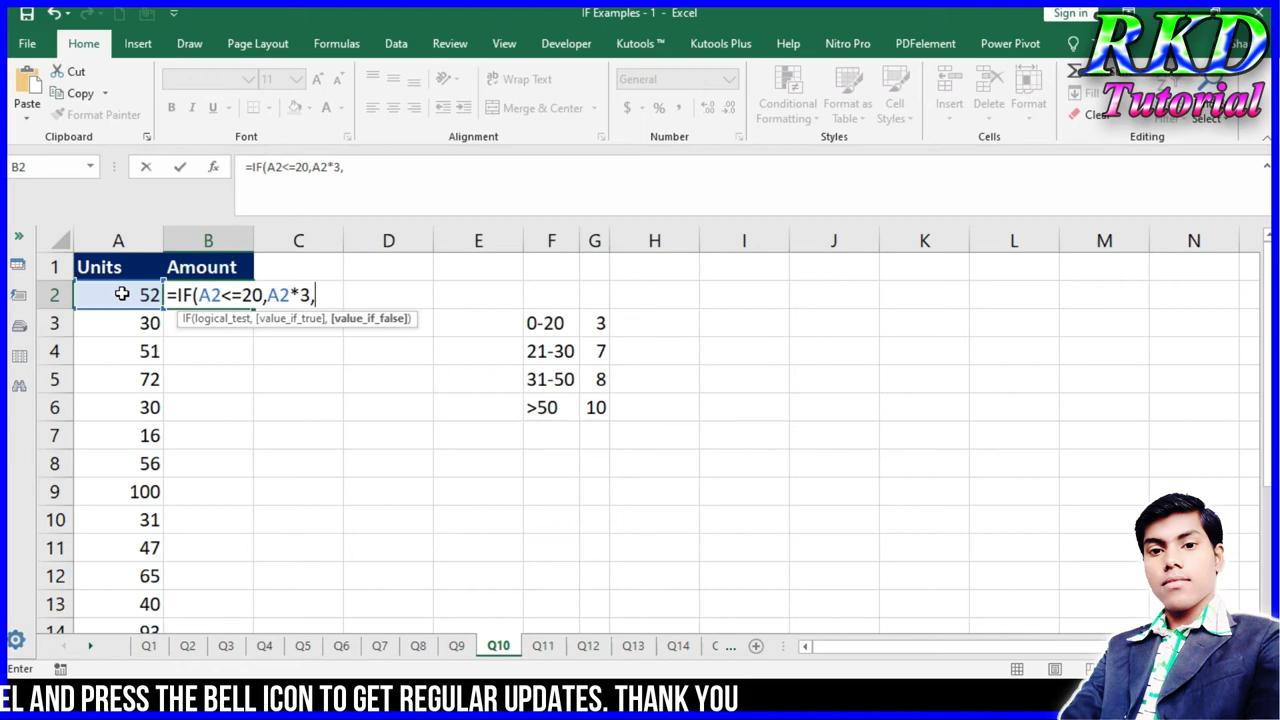 IF Examples - 1 - Excel
Sign in
File Home Insert Draw Page Layout Formulas Data Review View Developer Kutools ™ Kutools Plus Help Nitro Pro PDFelement Power Pivot
RKD
Tutorial
Paste
Cut
Copy
Format Painter
Clipboard
11
B I U
Font
Wrap Text
Merge & Center
Alignment
General
$ %
Number
Conditional Formatting
Format as Table
Cell Styles
Styles
Insert
Delete
Format
Cells
Clear
Select
Editing
B2
=IF(A2<=20,A2*3,
A B C D E F G H I J K L M N
1 Units Amount
2 52 =IF(A2<=20,A2*3,
IF(logical_test, [value_if_true], [value_if_false])
3 30 0-20 3
4 51 21-30 7
5 72 31-50 8
6 30 >50 10
7 16
8 56
9 100
10 31
11 47
12 65
13 40
14 93
Q1 Q2 Q3 Q4 Q5 Q6 Q7 Q8 Q9 Q10 Q11 Q12 Q13 Q14 ...
Enter
EL AND PRESS THE BELL ICON TO GET REGULAR UPDATES. THANK YOU